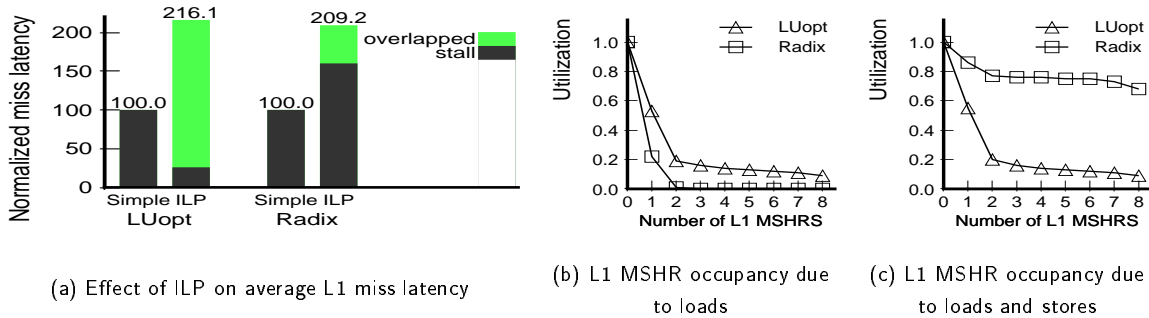 Normalized miss latency
200
150
100
50
0
100.0
216.1
100.0
209.2
overlapped
stall
Simple ILP
LUopt
Simple ILP
Radix
(a) Effect of ILP on average L1 miss latency
Utilization
LUopt
Radix
1.0
0.8
0.6
0.4
0.2
0.0
0 1 2 3 4 5 6 7 8
Number of L1 MSHRS
(b) L1 MSHR occupancy due
to loads
Utilization
LUopt
Radix
1.0
0.8
0.6
0.4
0.2
0.0
0 1 2 3 4 5 6 7 8
Number of L1 MSHRS
(c) L1 MSHR occupancy due
to loads and stores